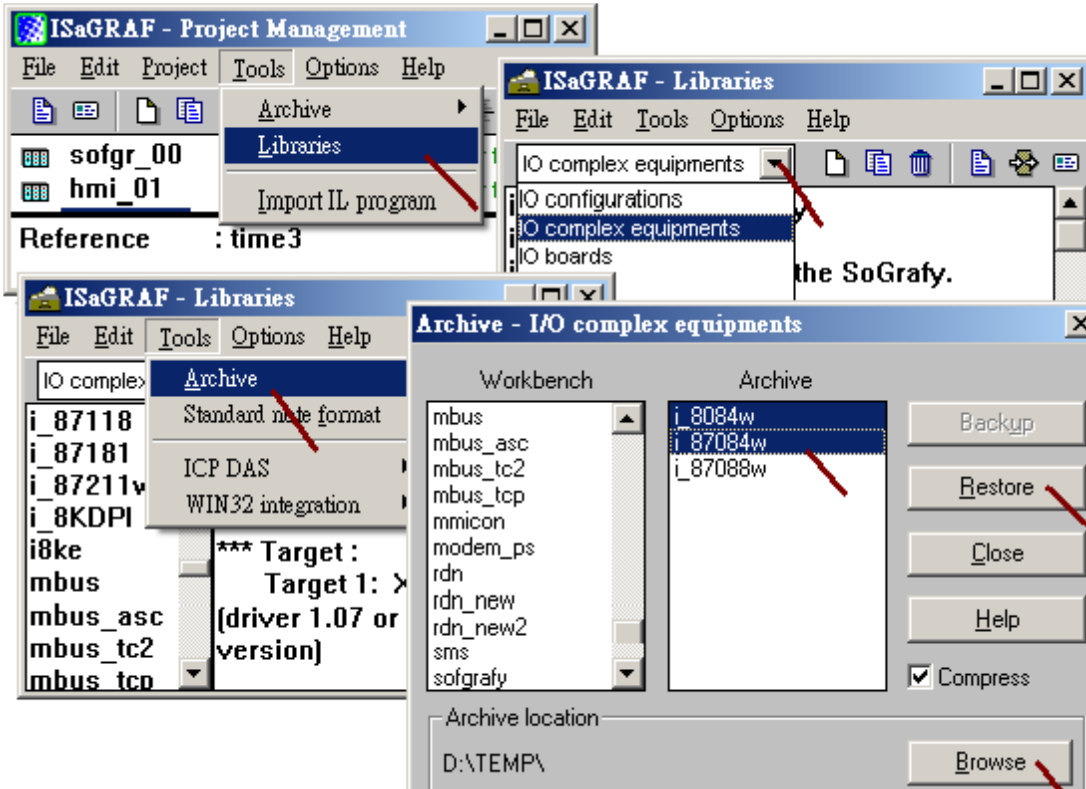 ISaGRAF - Project Management
File Edit Project Tools Options Help
Archive
Libraries
Import IL program
sofgr_00
hmi_01
Reference : time3
ISaGRAF - Libraries
File Edit Tools Options Help
IO complex equipments
IO configurations
IO complex equipments
IO boards
the SoGrafy.
ISaGRAF - Libraries
File Edit Tools Options Help
IO complex
Archive
Standard note format
ICP DAS
WIN32 integration
i_87118
i_87181
i_87211w
i_8KDPI
i8ke
mbus
mbus_asc
mbus_tc2
mbus_tcp
*** Target :
Target 1:
(driver 1.07 or
version)
Archive - I/O complex equipments
Workbench
mbus
mbus_asc
mbus_tc2
mbus_tcp
mmicon
modem_ps
rdn
rdn_new
rdn_new2
sms
sofgrafy
Archive
i_8084w
i_87084w
i_87088w
Backup
Restore
Close
Help
Compress
Archive location
D:\TEMP\
Browse